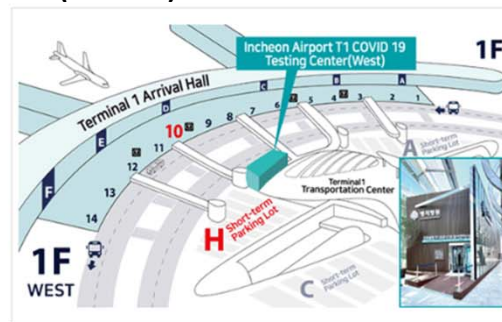 Incheon Airport T1 COVID 19
Testing Center(West)
1F
Terminal 1 Arrival Hall
A
B
C
D
E
F
1
2
3
4
5
6
7
8
9
10
11
12
13
14
A
Short-term
Parking Lot
Terminal1
Transportation Center
H
Short-term
Parking Lot
C
Short-term
Parking Lot
1F
WEST